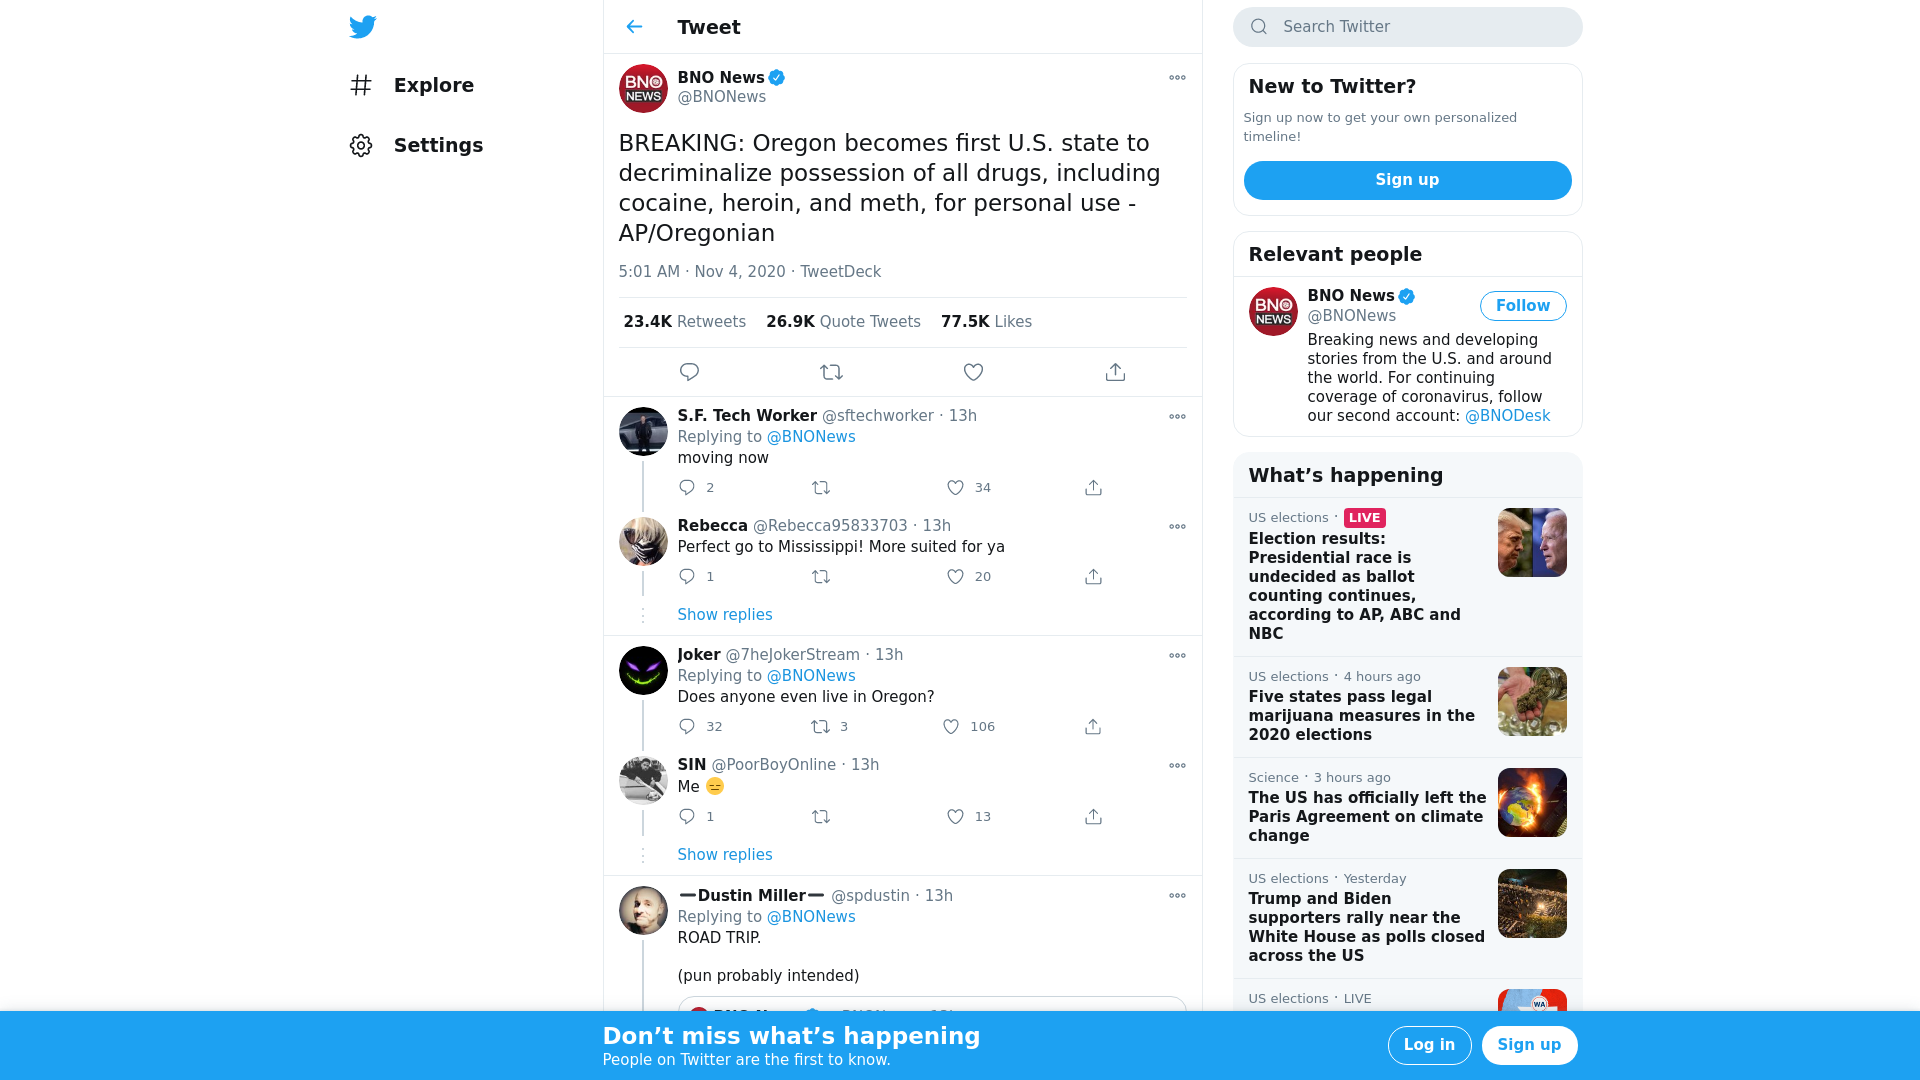 Explore
Settings
Tweet
BNO News
@BNONews
BREAKING: Oregon becomes first U.S. state to
decriminalize possession of all drugs, including
cocaine, heroin, and meth, for personal use -
AP/Oregonian
5:01 AM · Nov 4, 2020 · TweetDeck
23.4K Retweets 26.9K Quote Tweets 77.5K Likes
S.F. Tech Worker @sftechworker · 13h
Replying to @BNONews
moving now
2 34
Rebecca @Rebecca95833703 · 13h
Perfect go to Mississippi! More suited for ya
1 20
Show replies
Joker @7heJokerStream · 13h
Replying to @BNONews
Does anyone even live in Oregon?
32 3 106
SIN @PoorBoyOnline · 13h
Me 😑
1 13
Show replies
➖Dustin Miller➖ @spdustin · 13h
Replying to @BNONews
ROAD TRIP.
(pun probably intended)
Search Twitter
New to Twitter?
Sign up now to get your own personalized
timeline!
Sign up
Relevant people
BNO News
@BNONews
Follow
Breaking news and developing
stories from the U.S. and around
the world. For continuing
coverage of coronavirus, follow
our second account: @BNODesk
What’s happening
US elections · LIVE
Election results:
Presidential race is
undecided as ballot
counting continues,
according to AP, ABC and
NBC
US elections · 4 hours ago
Five states pass legal
marijuana measures in the
2020 elections
Science · 3 hours ago
The US has officially left the
Paris Agreement on climate
change
US elections · Yesterday
Trump and Biden
supporters rally near the
White House as polls closed
across the US
US elections · LIVE
WA
Don’t miss what’s happening
People on Twitter are the first to know.
Log in
Sign up
BNO
NEWS
BNO
NEWS